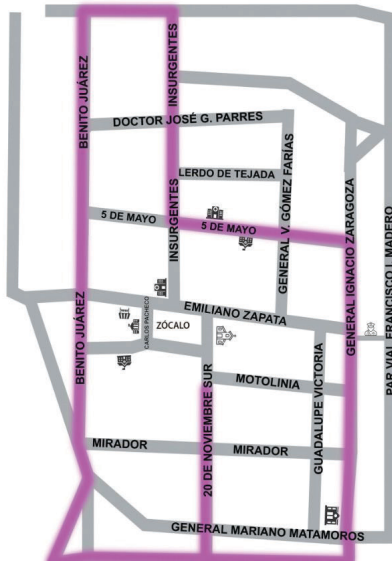 BENITO JUÁREZ
INSURGENTES
DOCTOR JOSÉ G. PARRES
LERDO DE TEJADA
GENERAL V. GÓMEZ FARÍAS
GENERAL IGNACIO ZARAGOZA
PAR VIAL FRANCISCO I. MADERO
5 DE MAYO
5 DE MAYO
INSURGENTES
EMILIANO ZAPATA
CARLOS PACHECO
ZÓCALO
BENITO JUÁREZ
MOTOLINIA
GUADALUPE VICTORIA
20 DE NOVIEMBRE SUR
MIRADOR
MIRADOR
GENERAL MARIANO MATAMOROS